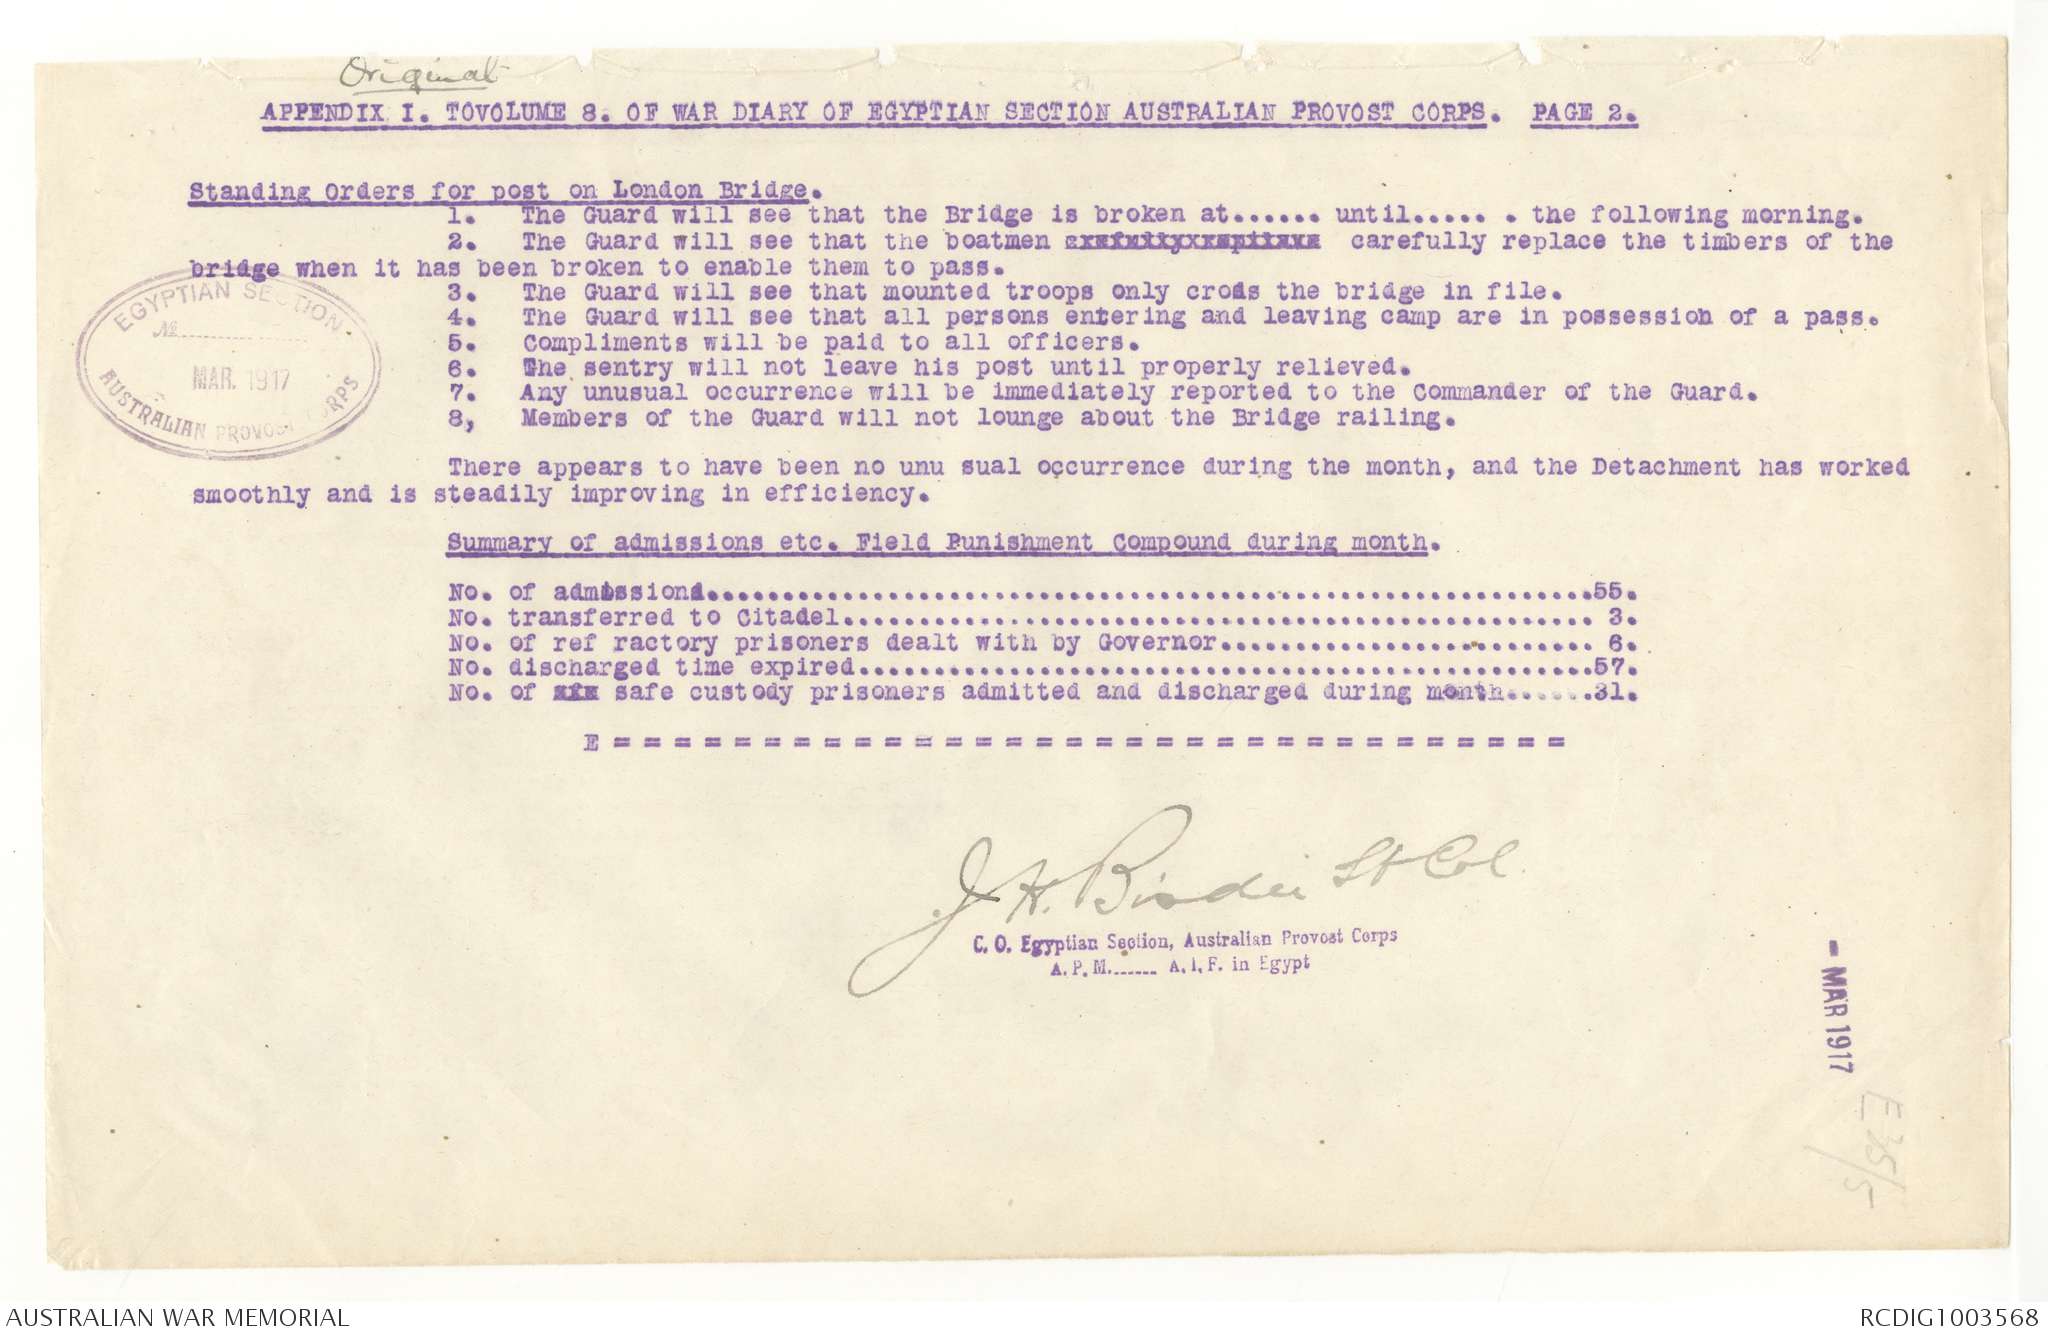 Original
APPENDIX I. TOVOLUME 8. OF WAR DIARY OF EGYPTIAN SECTION AUSTRALIAN PROVOST CORPS. PAGE 2.
Standing Orders for post on London Bridge.
1. The Guard will see that the Bridge is broken at...... until..... . the following morning.
2. The Guard will see that the boatmen carefully replace the timbers of the
bridge when it has been broken to enable them to pass.
3. The Guard will see that mounted troops only cross the bridge in file.
4. The Guard will see that all persons entering and leaving camp are in possession of a pass.
5. Compliments will be paid to all officers.
6. The sentry will not leave his post until properly relieved.
7. Any unusual occurrence will be immediately reported to the Commander of the Guard.
8, Members of the Guard will not lounge about the Bridge railing.
EGYPTIAN SECTION
No
MAR. 1917
AUSTRALIAN PROVOST CORPS
There appears to have been no unu sual occurrence during the month, and the Detachment has worked
smoothly and is steadily improving in efficiency.
Summary of admissions etc. Field Punishment Compound during month.
No. of admissions..........................................................55.
No. transferred to Citadel................................................. 3.
No. of ref ractory prisoners dealt with by Governor........................ 6.
No. discharged time expired................................................57.
No. of safe custody prisoners admitted and discharged during month......31.
E = = = = = = = = = = = = = = = = = = = = = = = = = = = = = = = =
J H. Lt Col.
C. O. Egyptian Section, Australian Provost Corps
A. P. M....... A. I. F. in Egypt
- MAR 1917
E 35/5
AUSTRALIAN WAR MEMORIAL
RCDIG1003568